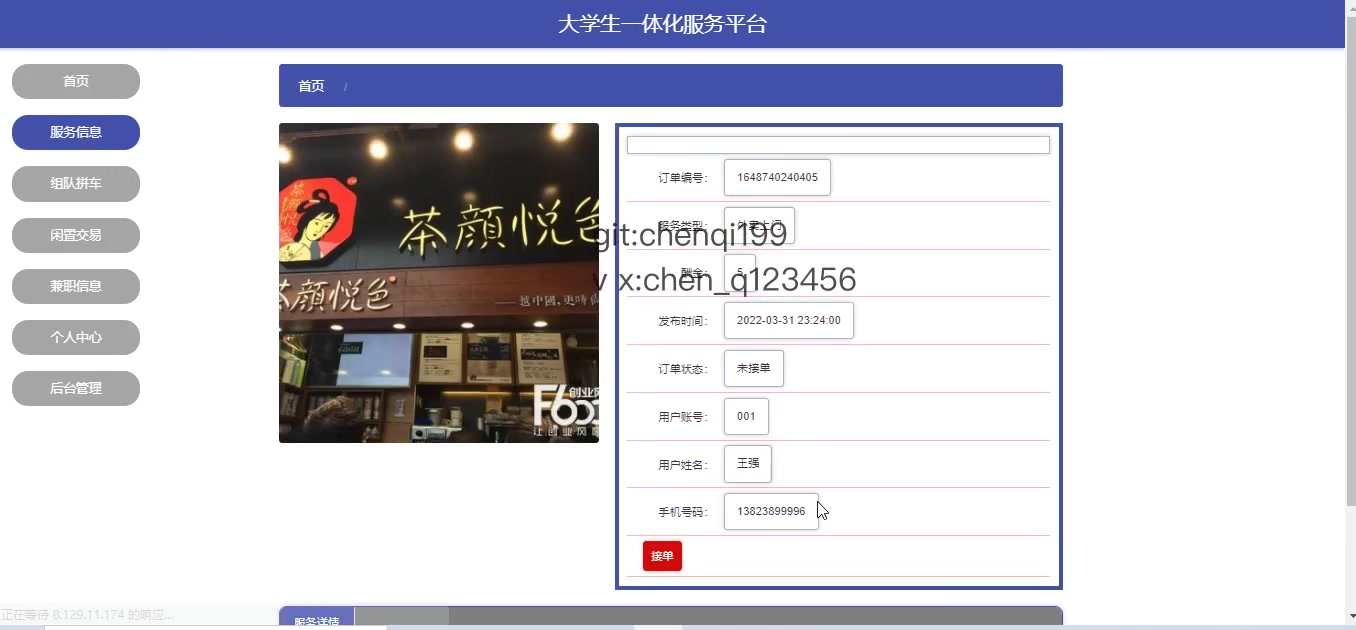 大学生一体化服务平台
首页
服务信息
组队拼车
闲置交易
兼职信息
个人中心
后台管理
首页 /
茶颜悦色
茶颜悦色
茶颜悦色
越中國,更時尚
创业网
让创业风
订单编号: 1648740240405
服务类型: 外卖上门
git:chenqi199
酬金: 5
v x:chen_q123456
发布时间: 2022-03-31 23:24:00
订单状态: 未接单
用户账号: 001
用户姓名: 王强
手机号码: 13823899996
接单
正在等待 8.129.11.174 的响应...
服务详情